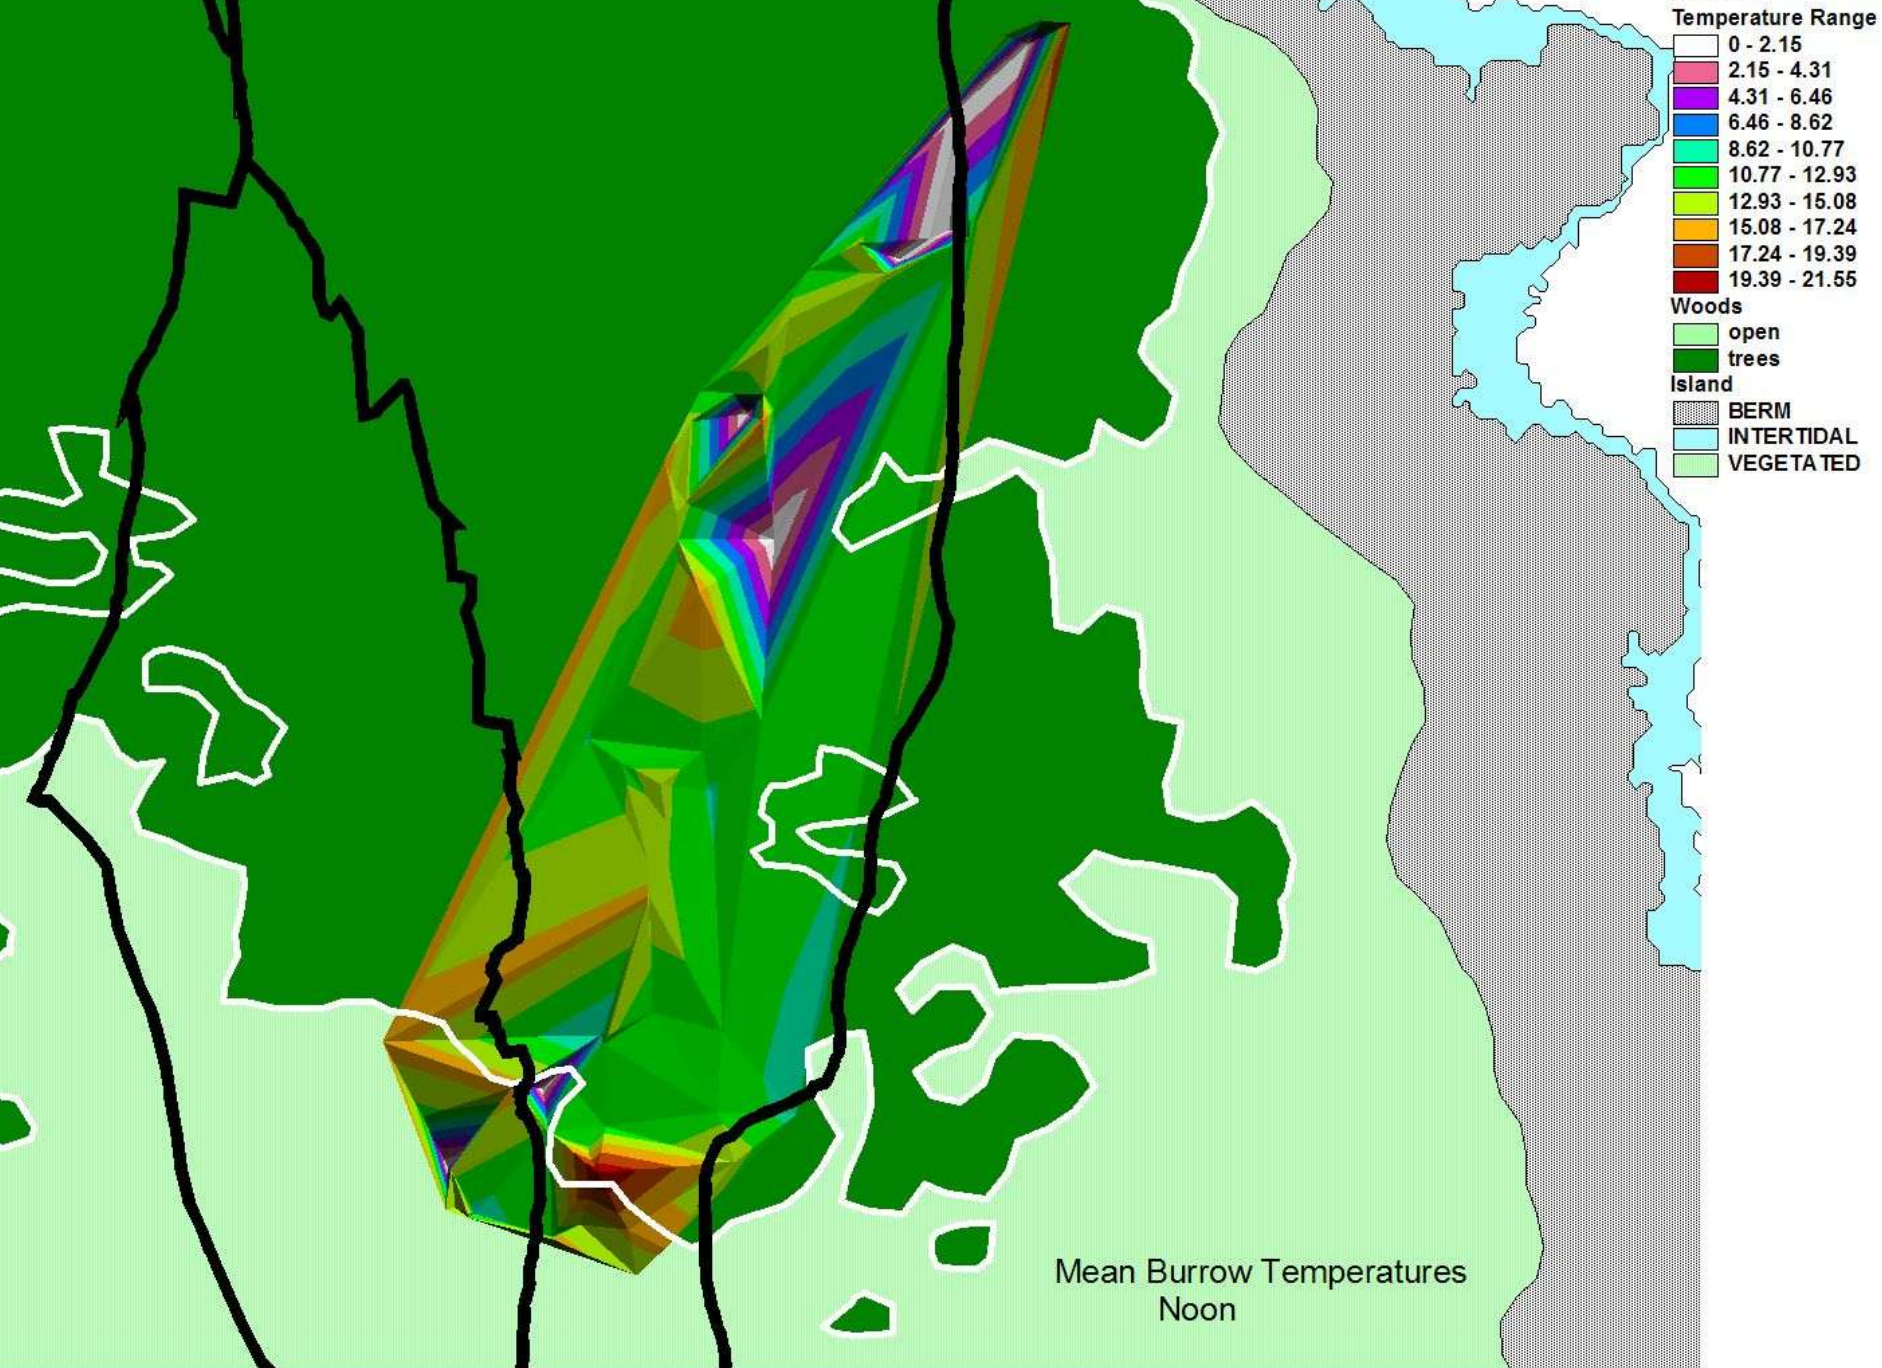 Temperature Range
0 - 2.15
2.15 - 4.31
4.31 - 6.46
6.46 - 8.62
8.62 - 10.77
10.77 - 12.93
12.93 - 15.08
15.08 - 17.24
17.24 - 19.39
19.39 - 21.55
Woods
open
trees
Island
BERM
INTERTIDAL
VEGETATED
Mean Burrow Temperatures
Noon